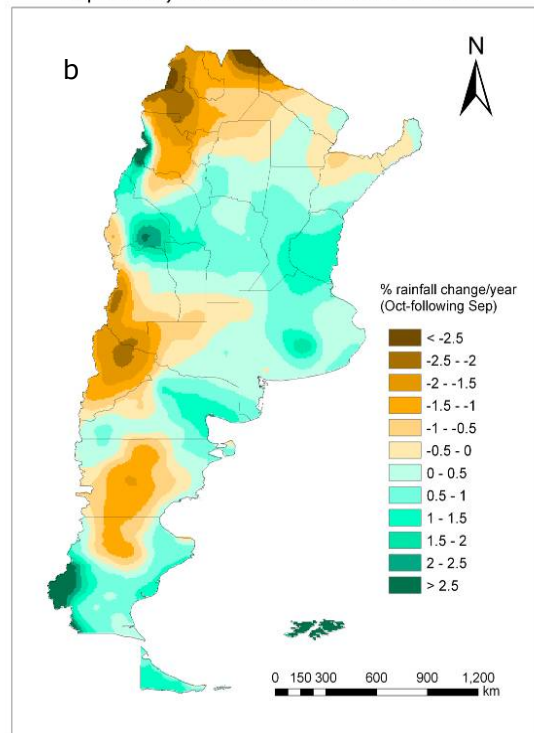 b
N
% rainfall change/year
(Oct-following Sep)
< -2.5
-2.5 - -2
-2 - -1.5
-1.5 - -1
-1 - -0.5
-0.5 - 0
0 - 0.5
0.5 - 1
1 - 1.5
1.5 - 2
2 - 2.5
> 2.5
0 150 300 600 900 1,200
km